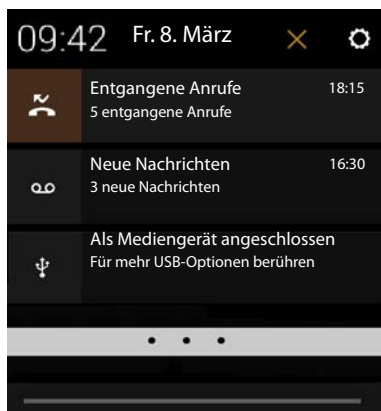 09:42 Fr. 8. März
Entgangene Anrufe 18:15
5 entgangene Anrufe
Neue Nachrichten 16:30
3 neue Nachrichten
Als Mediengerät angeschlossen
Für mehr USB-Optionen berühren